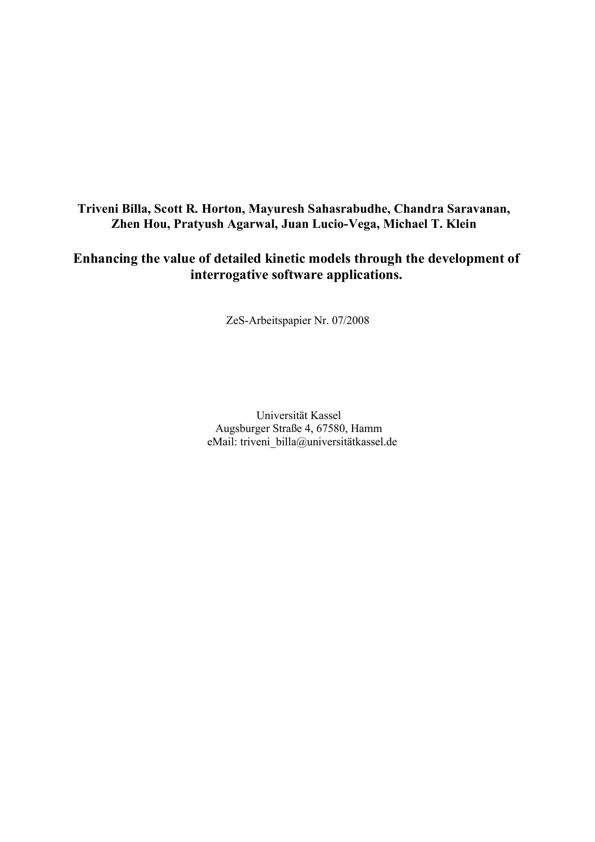 Triveni Billa, Scott R. Horton, Mayuresh Sahasrabudhe, Chandra Saravanan,
Zhen Hou, Pratyush Agarwal, Juan Lucio-Vega, Michael T. Klein
Enhancing the value of detailed kinetic models through the development of
interrogative software applications.
ZeS-Arbeitspapier Nr. 07/2008
Universität Kassel
Augsburger Straße 4, 67580, Hamm
eMail: triveni_billa@universitätkassel.de